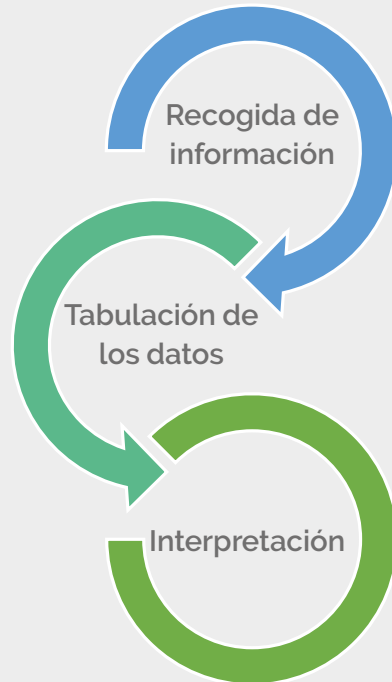 Recogida de
información
Tabulación de
los datos
Interpretación